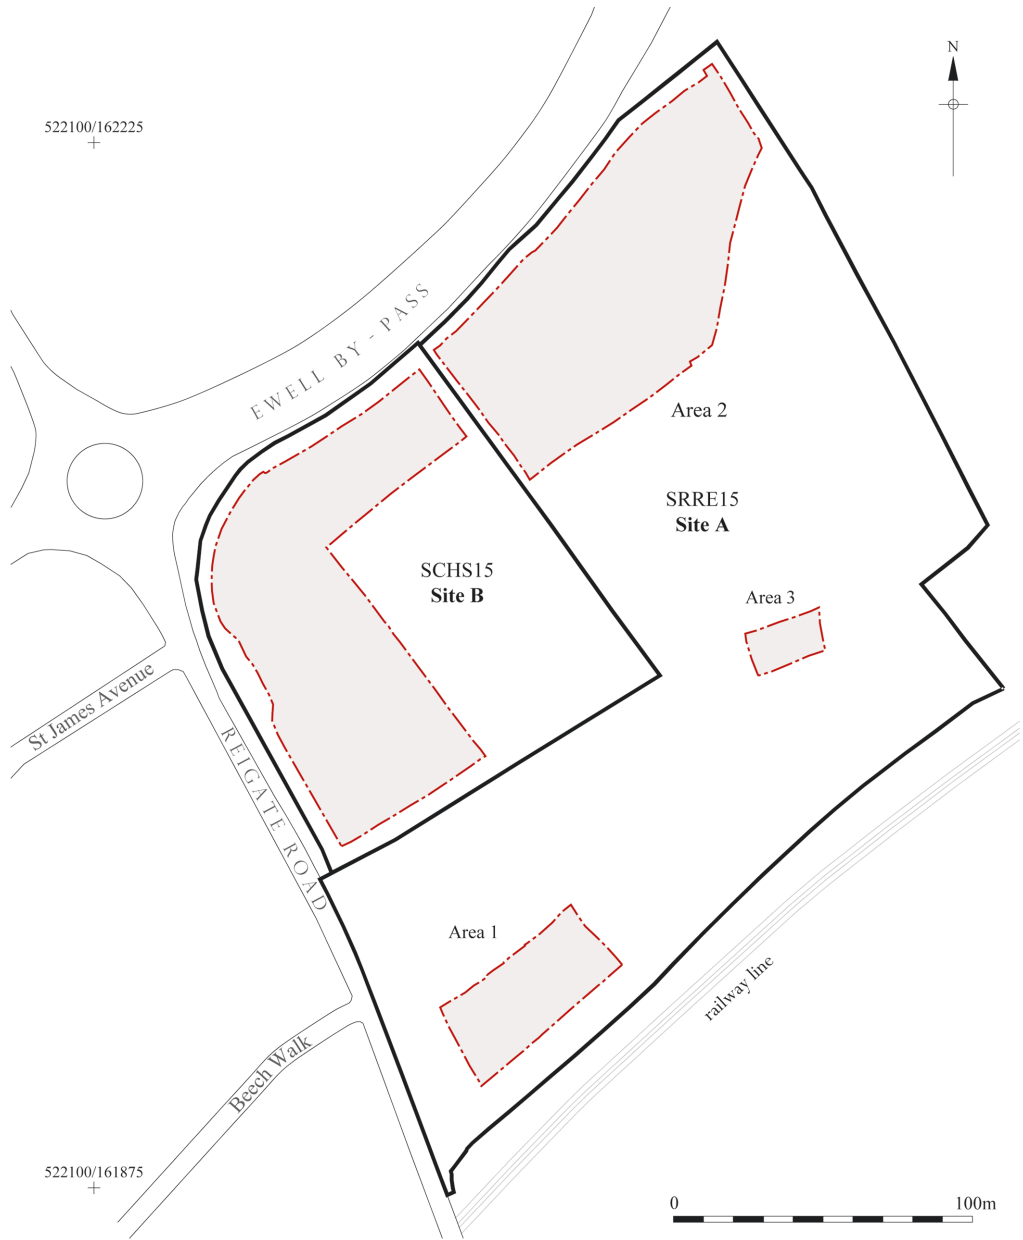 N
522100/162225
EWELL BY - PASS
Area 2
SRRE15
Site A
SCHS15
Site B
Area 3
St James Avenue
REIGATE ROAD
Area 1
railway line
Beech Walk
522100/161875
0 100m